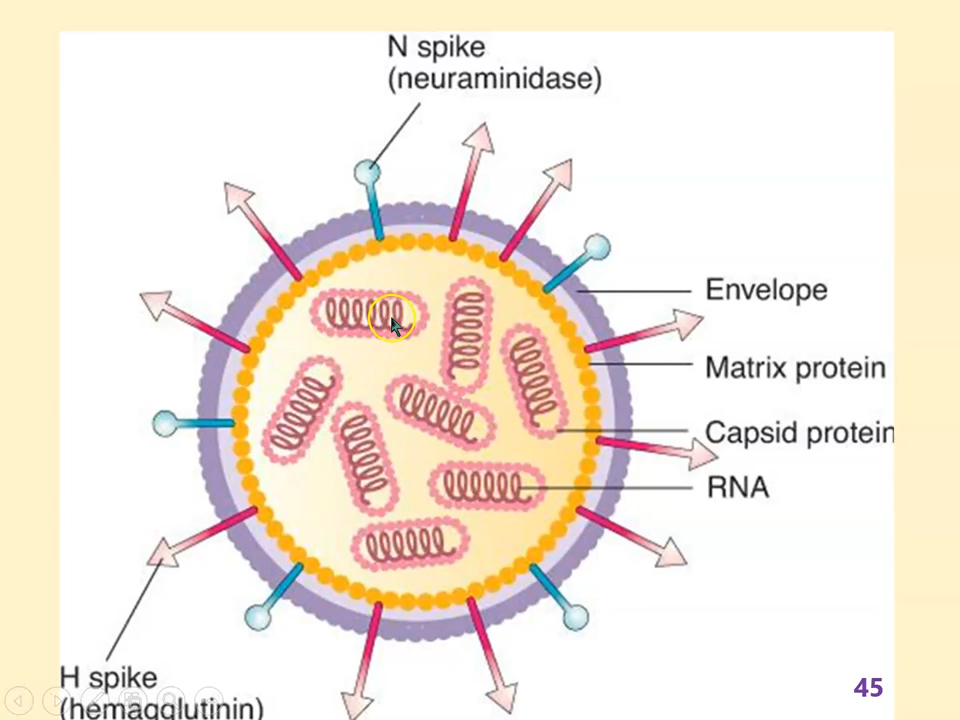 N spike
(neuraminidase)
Envelope
Matrix protein
Capsid protein
RNA
H spike
(hemagglutinin)
45